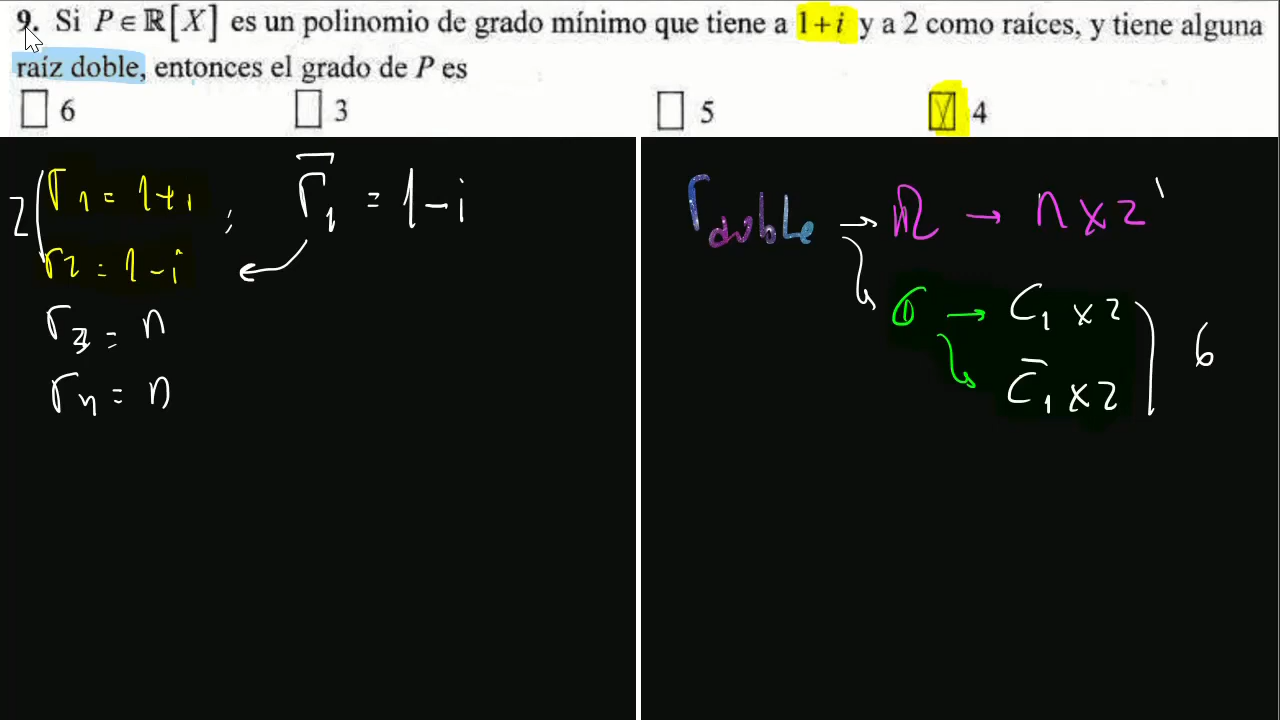 9. Si P ∈ ℝ[X] es un polinomio de grado mínimo que tiene a 1+i y a 2 como raíces, y tiene alguna
raíz doble, entonces el grado de P es
6 3 5 4
2 r1 = 1+i ; r̅1 = 1-i
r2 = 1-i
r3 = n
r4 = n
r doble → ℝ → n x 2
ℂ → C1 x 2
C̅1 x 2
6